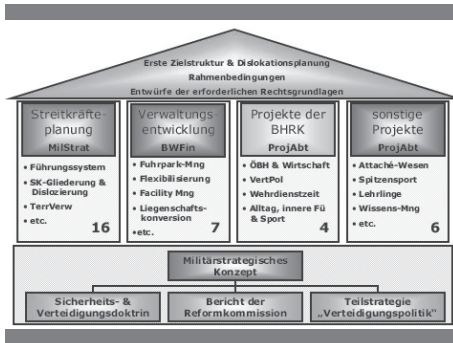 Erste Zielstruktur & Dislokationsplanung
Rahmenbedingungen
Entwürfe der erforderlichen Rechtsgrundlagen
Streitkräfte-
planung
MilStrat
• Führungssystem
• SK-Gliederung &
Dislozierung
• TerrVerw
• etc.
16
Verwaltungs-
entwicklung
BWFin
• Fuhrpark-Mng
• Flexibilisierung
• Facility Mng
• Liegenschafts-
konversion
•etc.
7
Projekte der
BHRK
ProjAbt
• ÖBH & Wirtschaft
• VertPol
• Wehrdienstzeit
• Alltag, innere Fü
& Sport
4
sonstige
Projekte
ProjAbt
• Attaché-Wesen
• Spitzensport
• Lehrlinge
• Wissens-Mng
• etc.
6
Militärstrategisches
Konzept
Sicherheits- &
Verteidigungsdoktrin
Bericht der
Reformkommission
Teilstrategie
„Verteidigungspolitik"